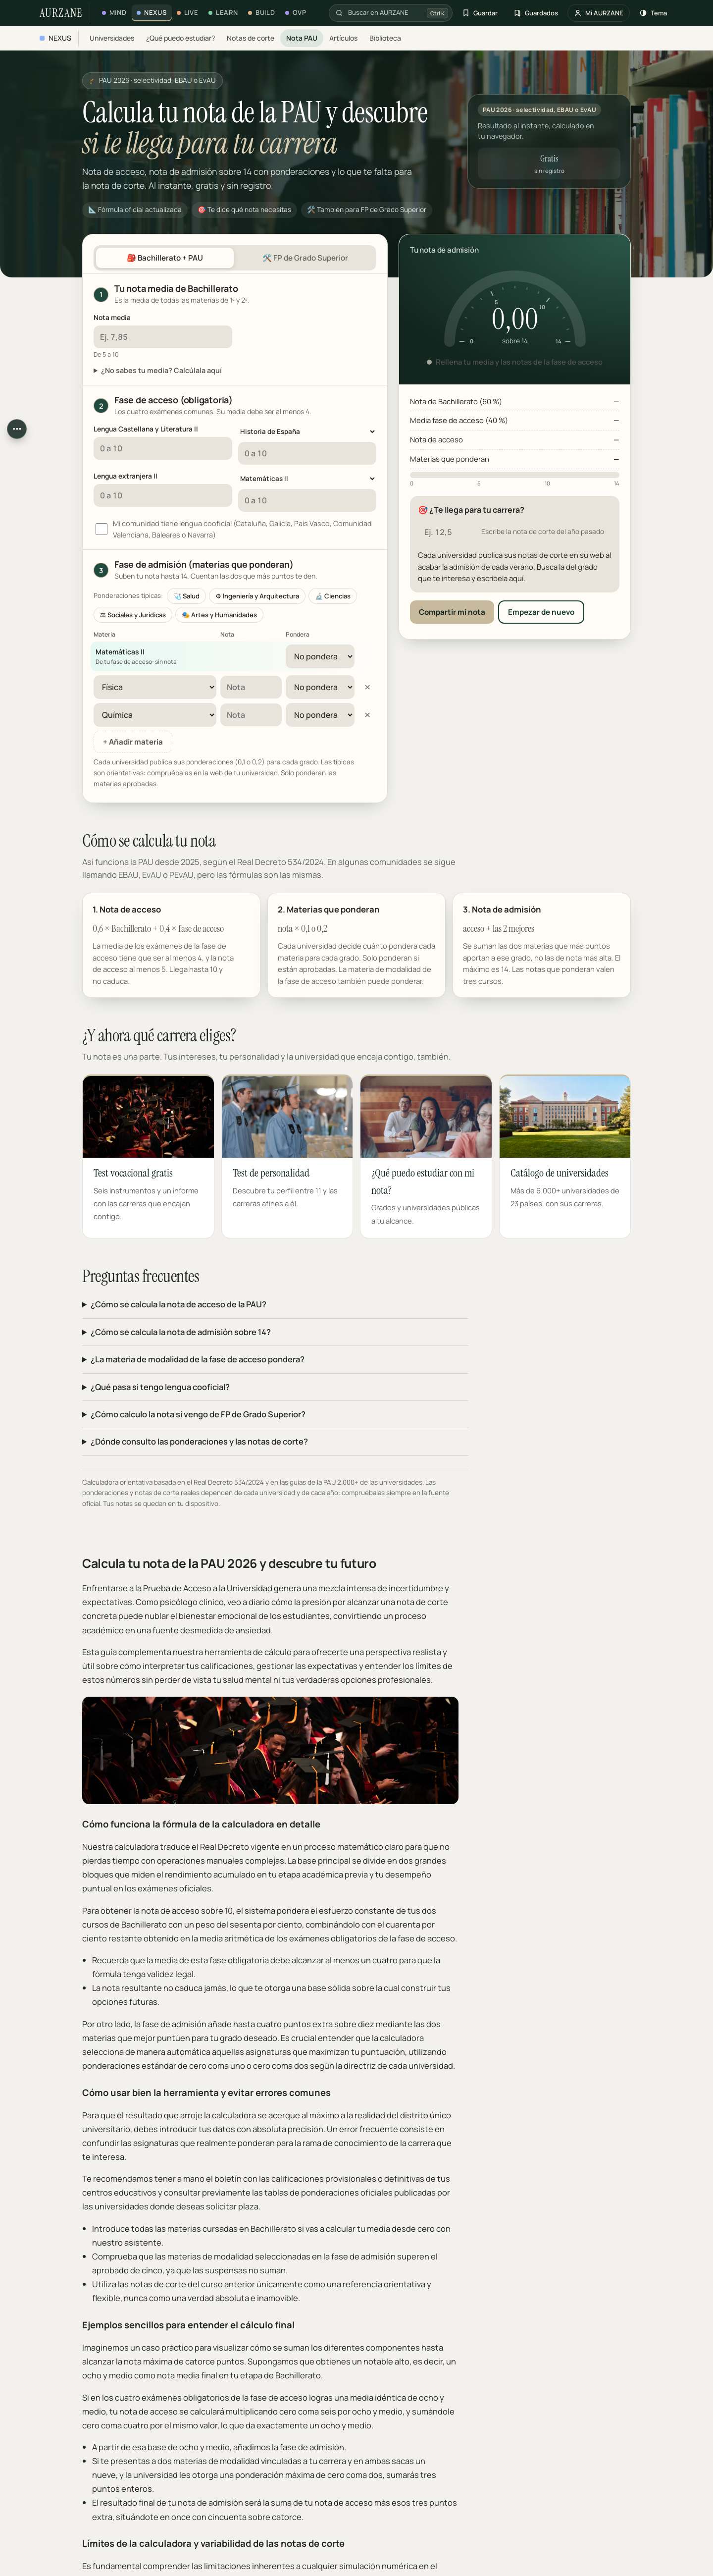 AURZANE
MIND NEXUS LIVE LEARN BUILD OVP
Buscar en AURZANE Ctrl K
Guardar Guardados Mi AURZANE Tema
NEXUS Universidades ¿Qué puedo estudiar? Notas de corte Nota PAU Artículos Biblioteca
PAU 2026 · selectividad, EBAU o EvAU
Calcula tu nota de la PAU y descubre
si te llega para tu carrera
Nota de acceso, nota de admisión sobre 14 con ponderaciones y lo que te falta para
la nota de corte. Al instante, gratis y sin registro.
Fórmula oficial actualizada Te dice qué nota necesitas También para FP de Grado Superior
PAU 2026 · selectividad, EBAU o EvAU
Resultado al instante, calculado en
tu navegador.
Gratis
sin registro
Bachillerato + PAU FP de Grado Superior
1 Tu nota media de Bachillerato
Es la media de todas las materias de 1º y 2º.
Nota media
Ej. 7,85
De 5 a 10
¿No sabes tu media? Calcúlala aquí
2 Fase de acceso (obligatoria)
Los cuatro exámenes comunes. Su media debe ser al menos 4.
Lengua Castellana y Literatura II Historia de España
0 a 10 0 a 10
Lengua extranjera II Matemáticas II
0 a 10 0 a 10
Mi comunidad tiene lengua cooficial (Cataluña, Galicia, País Vasco, Comunidad
Valenciana, Baleares o Navarra)
3 Fase de admisión (materias que ponderan)
Suben tu nota hasta 14. Cuentan las dos que más puntos te den.
Ponderaciones típicas: Salud Ingeniería y Arquitectura Ciencias
Sociales y Jurídicas Artes y Humanidades
Materia Nota Pondera
Matemáticas II
De tu fase de acceso: sin nota
No pondera
Física Nota No pondera ✕
Química Nota No pondera ✕
+ Añadir materia
Cada universidad publica sus ponderaciones (0,1 o 0,2) para cada grado. Las típicas
son orientativas: compruébalas en la web de tu universidad. Solo ponderan las
materias aprobadas.
Tu nota de admisión
5 10
0,00
0 sobre 14 14
Rellena tu media y las notas de la fase de acceso
Nota de Bachillerato (60 %) –
Media fase de acceso (40 %) –
Nota de acceso –
Materias que ponderan –
0 5 10 14
¿Te llega para tu carrera?
Ej. 12,5 Escribe la nota de corte del año pasado
Cada universidad publica sus notas de corte en su web al
acabar la admisión de cada verano. Busca la del grado
que te interesa y escríbela aquí.
Compartir mi nota Empezar de nuevo
Cómo se calcula tu nota
Así funciona la PAU desde 2025, según el Real Decreto 534/2024. En algunas comunidades se sigue
llamando EBAU, EvAU o PEvAU, pero las fórmulas son las mismas.
1. Nota de acceso
0,6 × Bachillerato + 0,4 × fase de acceso
La media de los exámenes de la fase de
acceso tiene que ser al menos 4, y la nota
de acceso al menos 5. Llega hasta 10 y
no caduca.
2. Materias que ponderan
nota × 0,1 o 0,2
Cada universidad decide cuánto pondera cada
materia para cada grado. Solo ponderan si
están aprobadas. La materia de modalidad de
la fase de acceso también puede ponderar.
3. Nota de admisión
acceso + las 2 mejores
Se suman las dos materias que más puntos
aportan a ese grado, no las de nota más alta. El
máximo es 14. Las notas que ponderan valen
tres cursos.
¿Y ahora qué carrera eliges?
Tu nota es una parte. Tus intereses, tu personalidad y la universidad que encaja contigo, también.
Test vocacional gratis
Seis instrumentos y un informe
con las carreras que encajan
contigo.
Test de personalidad
Descubre tu perfil entre 11 y las
carreras afines a él.
¿Qué puedo estudiar con mi
nota?
Grados y universidades públicas
a tu alcance.
Catálogo de universidades
Más de 6.000+ universidades de
23 países, con sus carreras.
Preguntas frecuentes
¿Cómo se calcula la nota de acceso de la PAU?
¿Cómo se calcula la nota de admisión sobre 14?
¿La materia de modalidad de la fase de acceso pondera?
¿Qué pasa si tengo lengua cooficial?
¿Cómo calculo la nota si vengo de FP de Grado Superior?
¿Dónde consulto las ponderaciones y las notas de corte?
Calculadora orientativa basada en el Real Decreto 534/2024 y en las guías de la PAU 2.000+ de las universidades. Las
ponderaciones y notas de corte reales dependen de cada universidad y de cada año: compruébalas siempre en la fuente
oficial. Tus notas se quedan en tu dispositivo.
Calcula tu nota de la PAU 2026 y descubre tu futuro
Enfrentarse a la Prueba de Acceso a la Universidad genera una mezcla intensa de incertidumbre y
expectativas. Como psicólogo clínico, veo a diario cómo la presión por alcanzar una nota de corte
concreta puede nublar el bienestar emocional de los estudiantes, convirtiendo un proceso
académico en una fuente desmedida de ansiedad.
Esta guía complementa nuestra herramienta de cálculo para ofrecerte una perspectiva realista y
útil sobre cómo interpretar tus calificaciones, gestionar las expectativas y entender los límites de
estos números sin perder de vista tu salud mental ni tus verdaderas opciones profesionales.
Cómo funciona la fórmula de la calculadora en detalle
Nuestra calculadora traduce el Real Decreto vigente en un proceso matemático claro para que no
pierdas tiempo con operaciones manuales complejas. La base principal se divide en dos grandes
bloques que miden el rendimiento acumulado en tu etapa académica previa y tu desempeño
puntual en los exámenes oficiales.
Para obtener la nota de acceso sobre 10, el sistema pondera el esfuerzo constante de tus dos
cursos de Bachillerato con un peso del sesenta por ciento, combinándolo con el cuarenta por
ciento restante obtenido en la media aritmética de los exámenes obligatorios de la fase de acceso.
Recuerda que la media de esta fase obligatoria debe alcanzar al menos un cuatro para que la
fórmula tenga validez legal.
La nota resultante no caduca jamás, lo que te otorga una base sólida sobre la cual construir tus
opciones futuras.
Por otro lado, la fase de admisión añade hasta cuatro puntos extra sobre diez mediante las dos
materias que mejor puntúen para tu grado deseado. Es crucial entender que la calculadora
selecciona de manera automática aquellas asignaturas que maximizan tu puntuación, utilizando
ponderaciones estándar de cero coma uno o cero coma dos según la directriz de cada universidad.
Cómo usar bien la herramienta y evitar errores comunes
Para que el resultado que arroje la calculadora se acerque al máximo a la realidad del distrito único
universitario, debes introducir tus datos con absoluta precisión. Un error frecuente consiste en
confundir las asignaturas que realmente ponderan para la rama de conocimiento de la carrera que
te interesa.
Te recomendamos tener a mano el boletín con las calificaciones provisionales o definitivas de tus
centros educativos y consultar previamente las tablas de ponderaciones oficiales publicadas por
las universidades donde deseas solicitar plaza.
Introduce todas las materias cursadas en Bachillerato si vas a calcular tu media desde cero con
nuestro asistente.
Comprueba que las materias de modalidad seleccionadas en la fase de admisión superen el
aprobado de cinco, ya que las suspensas no suman.
Utiliza las notas de corte del curso anterior únicamente como una referencia orientativa y
flexible, nunca como una verdad absoluta e inamovible.
Ejemplos sencillos para entender el cálculo final
Imaginemos un caso práctico para visualizar cómo se suman los diferentes componentes hasta
alcanzar la nota máxima de catorce puntos. Supongamos que obtienes un notable alto, es decir, un
ocho y medio como nota media final en tu etapa de Bachillerato.
Si en los cuatro exámenes obligatorios de la fase de acceso logras una media idéntica de ocho y
medio, tu nota de acceso se calculará multiplicando cero coma seis por ocho y medio, y sumándole
cero coma cuatro por el mismo valor, lo que da exactamente un ocho y medio.
A partir de esa base de ocho y medio, añadimos la fase de admisión.
Si te presentas a dos materias de modalidad vinculadas a tu carrera y en ambas sacas un
nueve, y la universidad les otorga una ponderación máxima de cero coma dos, sumarás tres
puntos enteros.
El resultado final de tu nota de admisión será la suma de tu nota de acceso más esos tres puntos
extra, situándote en once con cincuenta sobre catorce.
Límites de la calculadora y variabilidad de las notas de corte
Es fundamental comprender las limitaciones inherentes a cualquier simulación numérica en el